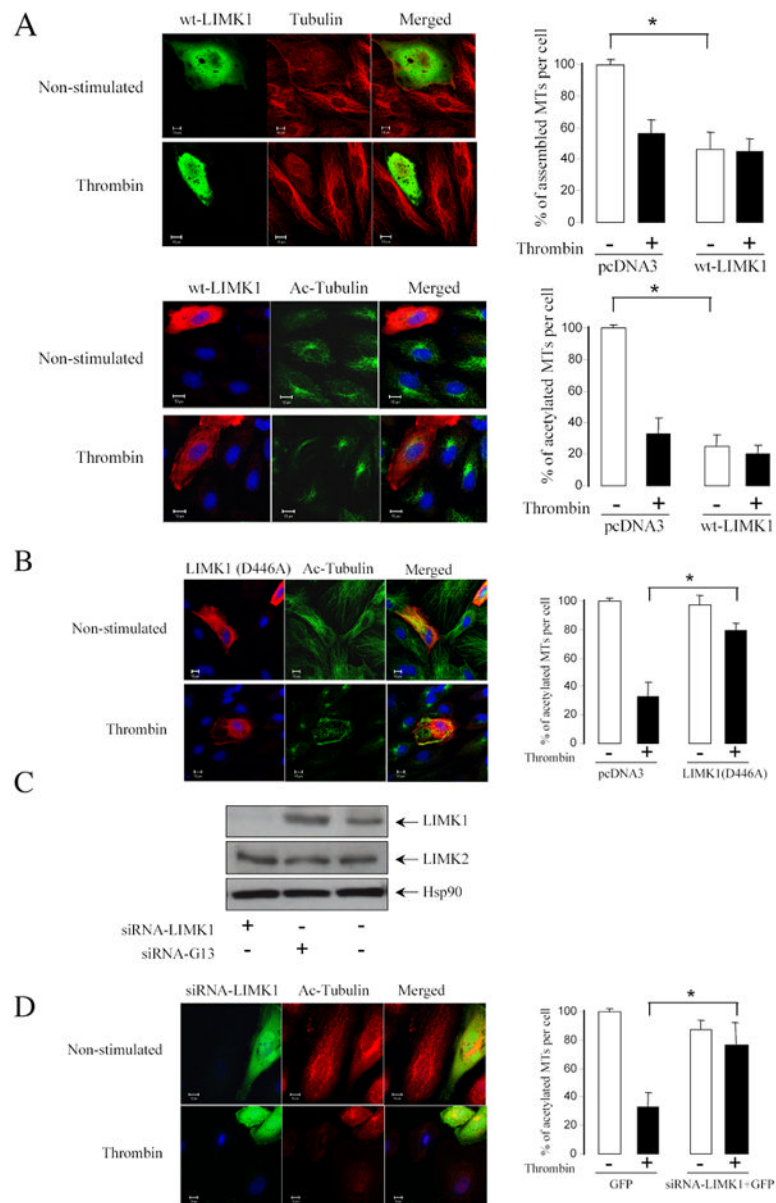 A
wt-LIMK1 Tubulin Merged
Non-stimulated
Thrombin
% of assembled MTs per cell
100
80
60
40
20
Thrombin - + - +
pcDNA3 wt-LIMK1
*
wt-LIMK1 Ac-Tubulin Merged
Non-stimulated
Thrombin
% of acetylated MTs per cell
100
80
60
40
20
Thrombin - + - +
pcDNA3 wt-LIMK1
*
B
LIMK1 (D446A) Ac-Tubulin Merged
Non-stimulated
Thrombin
% of acetylated MTs per cell
100
80
60
40
20
Thrombin - + - +
pcDNA3 LIMK1(D446A)
*
C
LIMK1
LIMK2
Hsp90
siRNA-LIMK1 + - -
siRNA-G13 - + -
D
siRNA-LIMK1 Ac-Tubulin Merged
Non-stimulated
Thrombin
% of acetylated MTs per cell
100
80
60
40
20
Thrombin - + - +
GFP siRNA-LIMK1+GFP
*